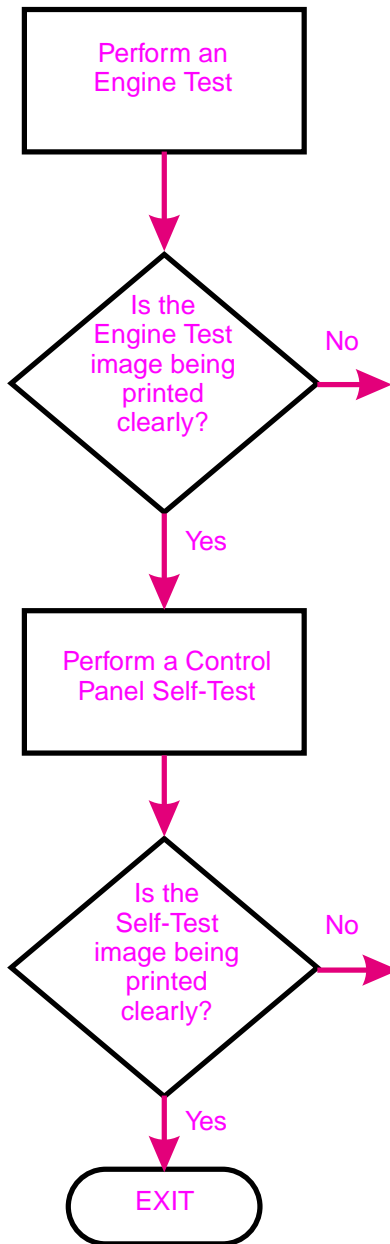 Perform an
Engine Test
Is the
Engine Test
image being
printed
clearly?
No
Yes
Perform a Control
Panel Self-Test
Is the
Self-Test
image being
printed
clearly?
No
Yes
EXIT